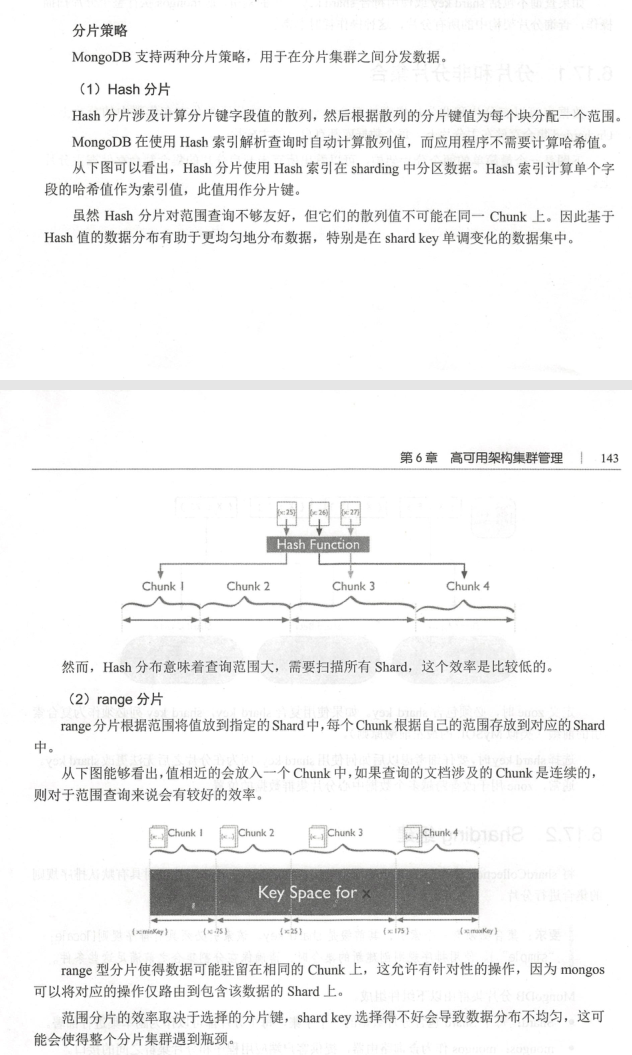 分片策略
MongoDB 支持两种分片策略，用于在分片集群之间分发数据。
（1）Hash 分片
Hash 分片涉及计算分片键字段值的散列，然后根据散列的分片键值为每个块分配一个范围。
MongoDB 在使用 Hash 索引解析查询时自动计算散列值，而应用程序不需要计算哈希值。
从下图可以看出，Hash 分片使用 Hash 索引在 sharding 中分区数据。Hash 索引计算单个字
段的哈希值作为索引值，此值用作分片键。
虽然 Hash 分片对范围查询不够友好，但它们的散列值不可能在同一 Chunk 上。因此基于
Hash 值的数据分布有助于更均匀地分布数据，特别是在 shard key 单调变化的数据集中。
第 6 章 高可用架构集群管理 | 143
{x: 25} {x: 26} {x: 27}
Hash Function
Chunk 1 Chunk 2 Chunk 3 Chunk 4
然而，Hash 分布意味着查询范围大，需要扫描所有 Shard，这个效率是比较低的。
（2）range 分片
range 分片根据范围将值放到指定的 Shard 中，每个 Chunk 根据自己的范围存放到对应的 Shard
中。
从下图能够看出，值相近的会放入一个 Chunk 中，如果查询的文档涉及的 Chunk 是连续的，
则对于范围查询来说会有较好的效率。
{x:...} Chunk 1 {x:...} Chunk 2 {x:...} Chunk 3 {x:...} Chunk 4
Key Space for x
{ x:minKey } { x:-75 } { x:25 } { x:175 } { x:maxKey }
range 型分片使得数据可能驻留在相同的 Chunk 上，这允许有针对性的操作，因为 mongos
可以将对应的操作仅路由到包含该数据的 Shard 上。
范围分片的效率取决于选择的分片键，shard key 选择得不好会导致数据分布不均匀，这可
能会使得整个分片集群遇到瓶颈。